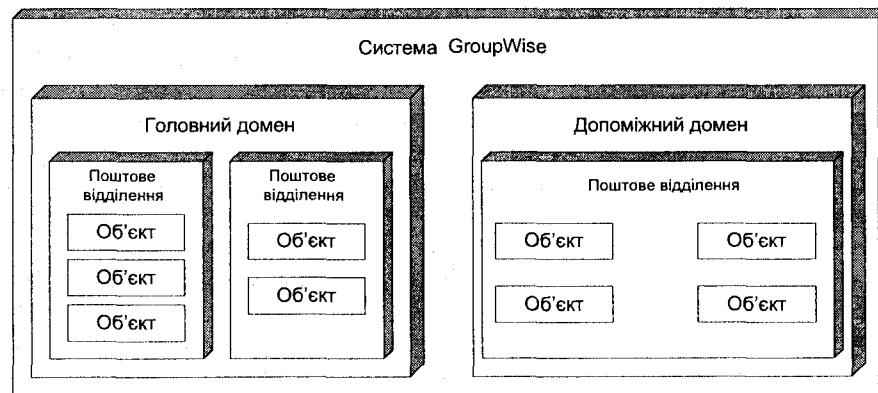 Система GroupWise
Головний домен
Допоміжний домен
Поштове
відділення
Поштове
відділення
Поштове відділення
Об'єкт
Об'єкт
Об'єкт
Об'єкт
Об'єкт
Об'єкт
Об'єкт
Об'єкт
Об'єкт